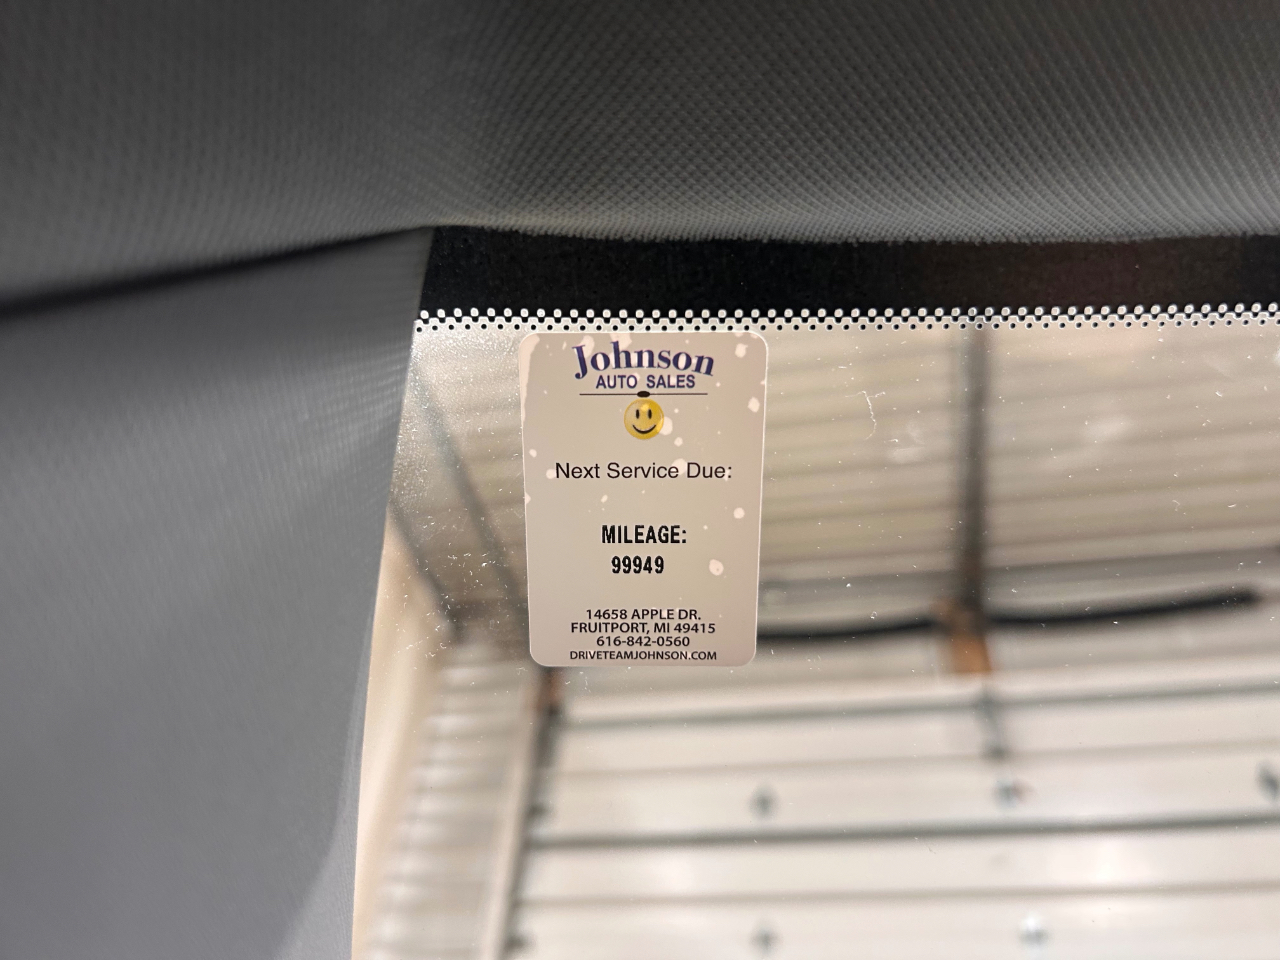 Johnson
AUTO SALES
Next Service Due:
MILEAGE:
99949
14658 APPLE DR.
FRUITPORT, MI 49415
616-842-0560
DRIVETEAMJOHNSON.COM